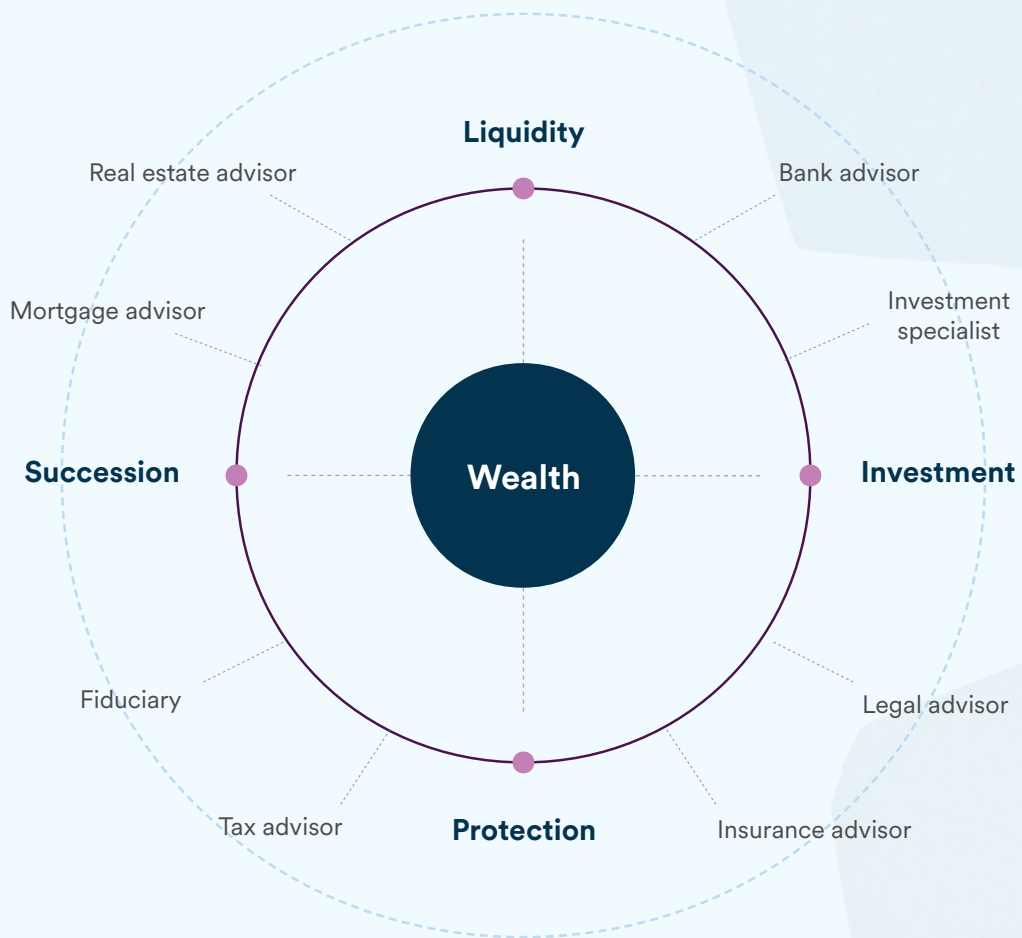 Liquidity
Real estate advisor
Bank advisor
Mortgage advisor
Investment
specialist
Succession
Wealth
Investment
Fiduciary
Legal advisor
Tax advisor
Protection
Insurance advisor